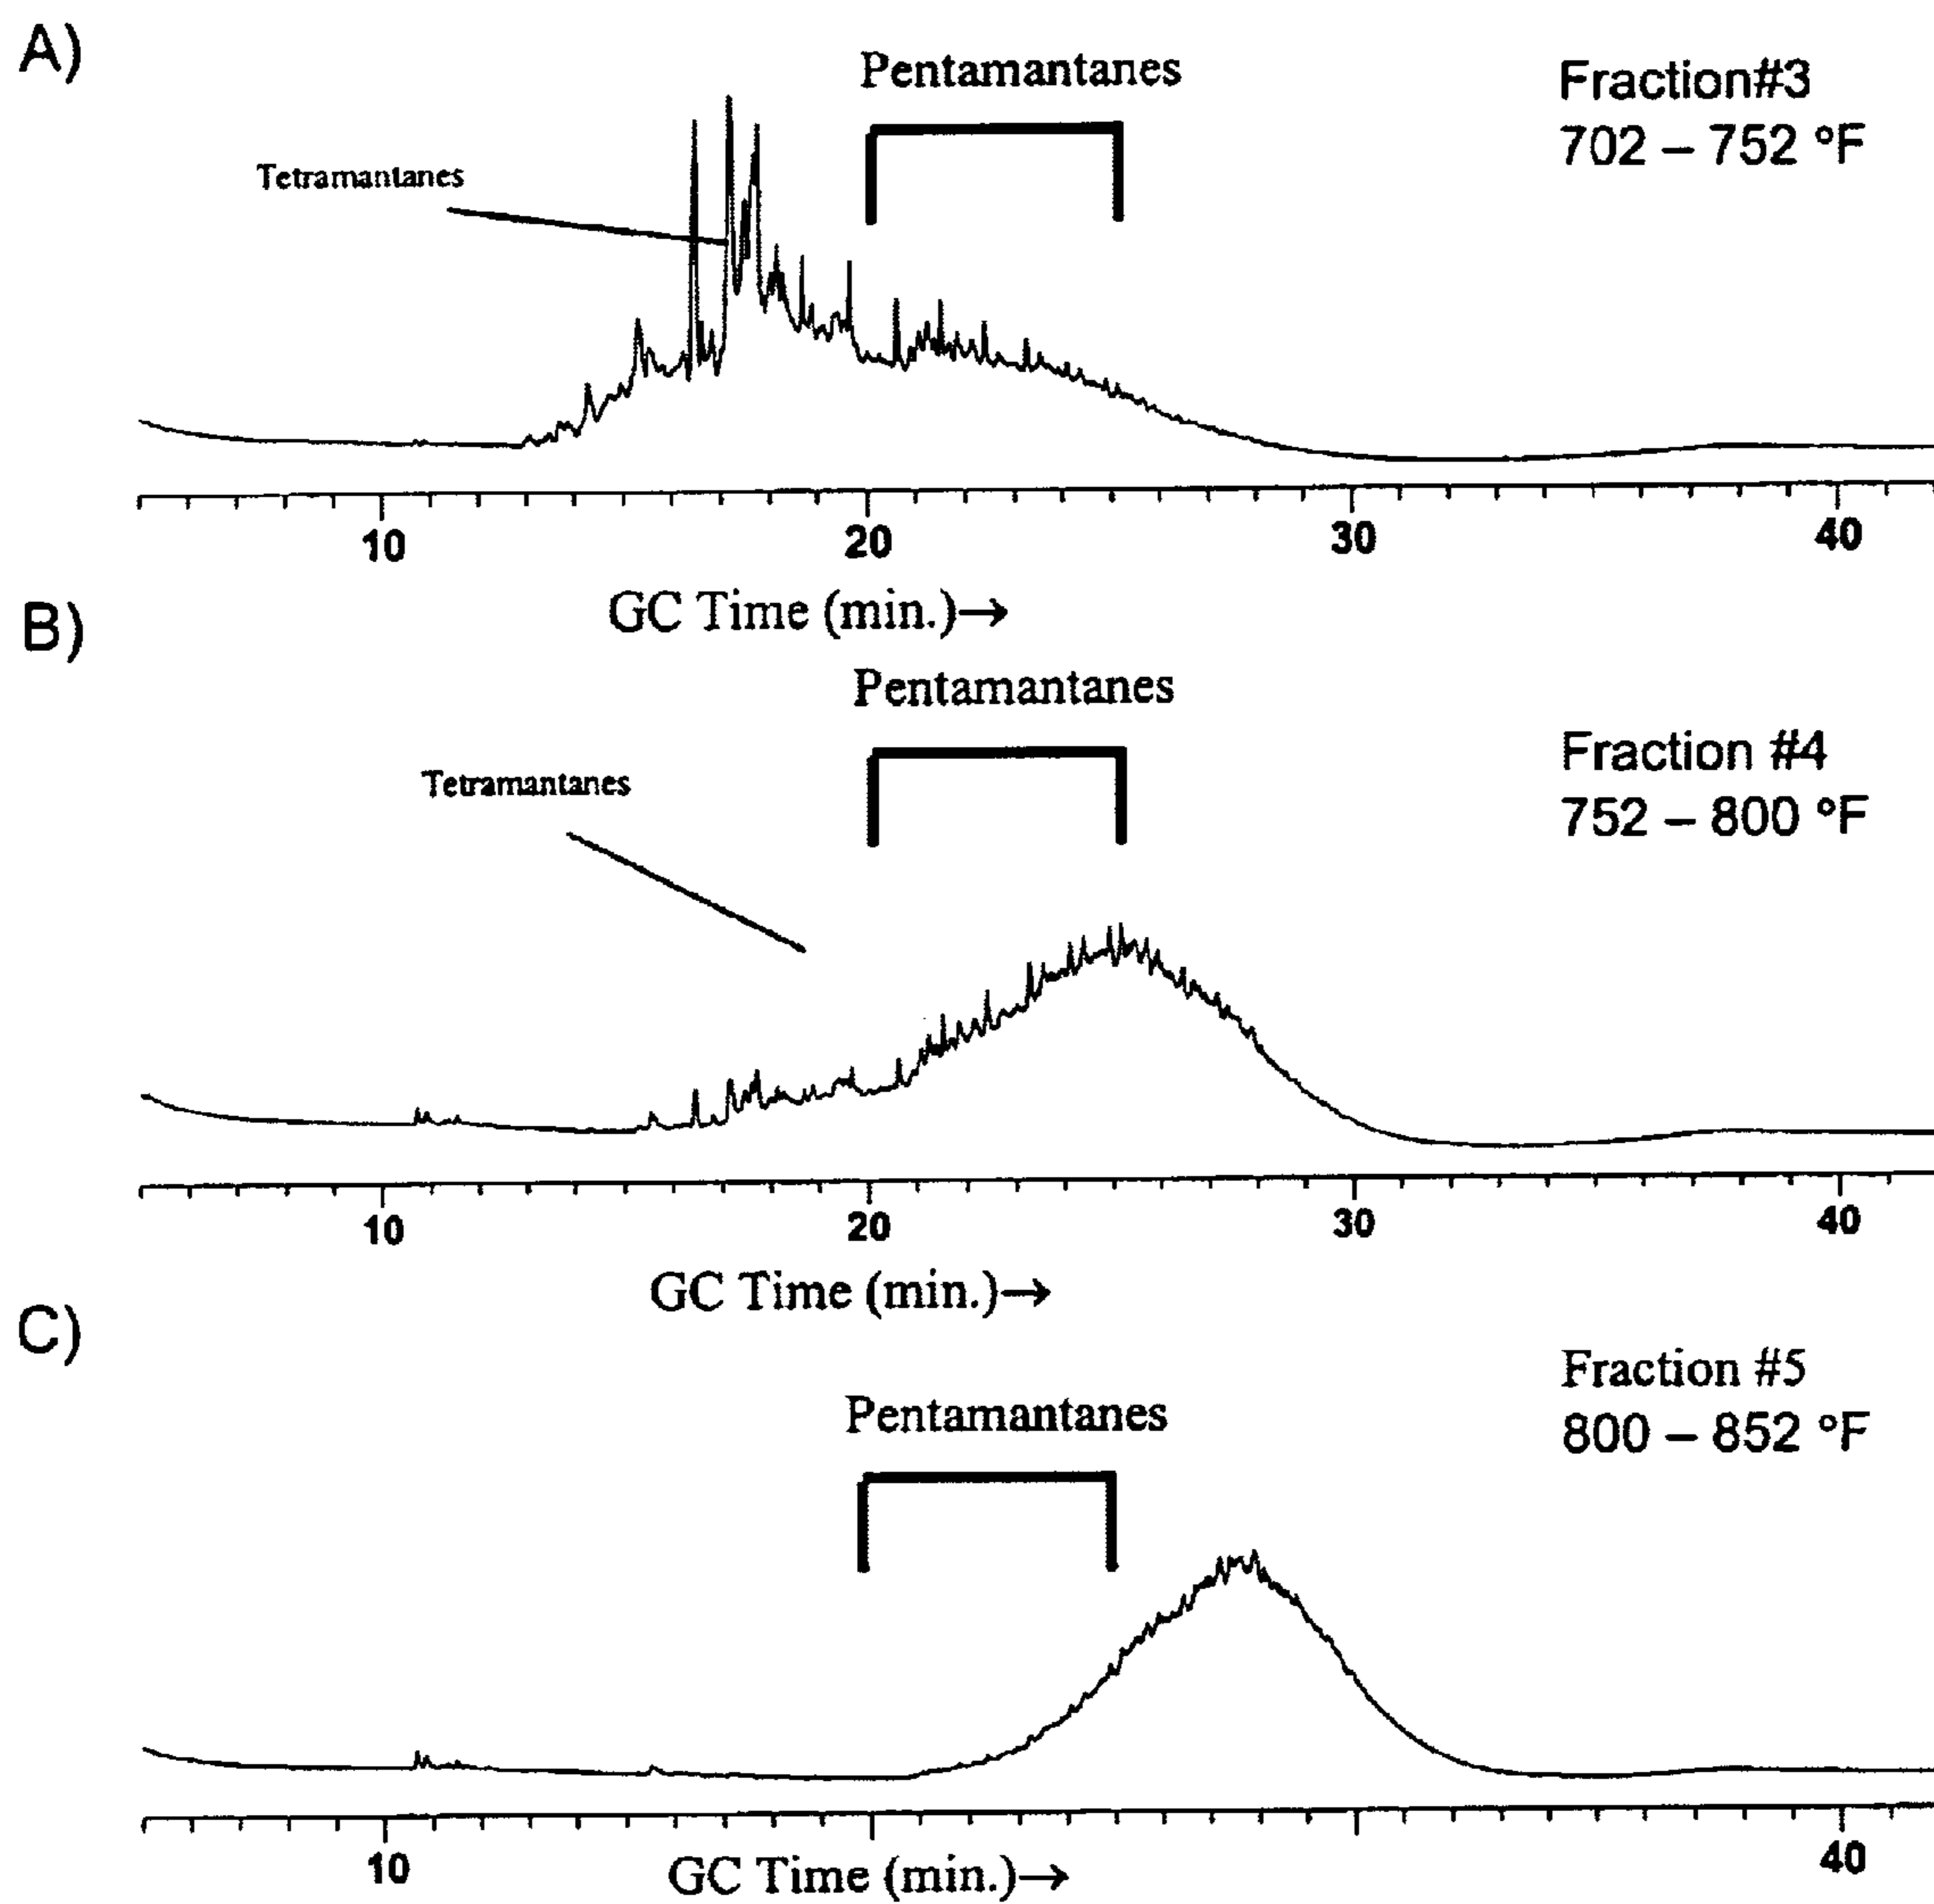 A)
Pentamantanes
Fraction#3
702 – 752 °F
Tetramantanes
10 20 30 40
GC Time (min.)→
B)
Pentamantanes
Fraction #4
752 – 800 °F
Tetramantanes
10 20 30 40
GC Time (min.)→
C)
Fraction #5
800 – 852 °F
Pentamantanes
10 40
GC Time (min.)→